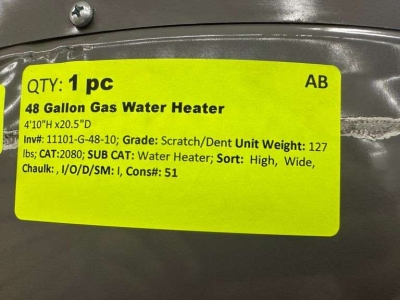 QTY: 1 pc AB
48 Gallon Gas Water Heater
4'10"H x20.5"D
Inv#: 11101-G-48-10; Grade: Scratch/Dent Unit Weight: 127
lbs; CAT:2080; SUB CAT: Water Heater; Sort: High, Wide,
Chaulk: , I/O/D/SM: I, Cons#: 51